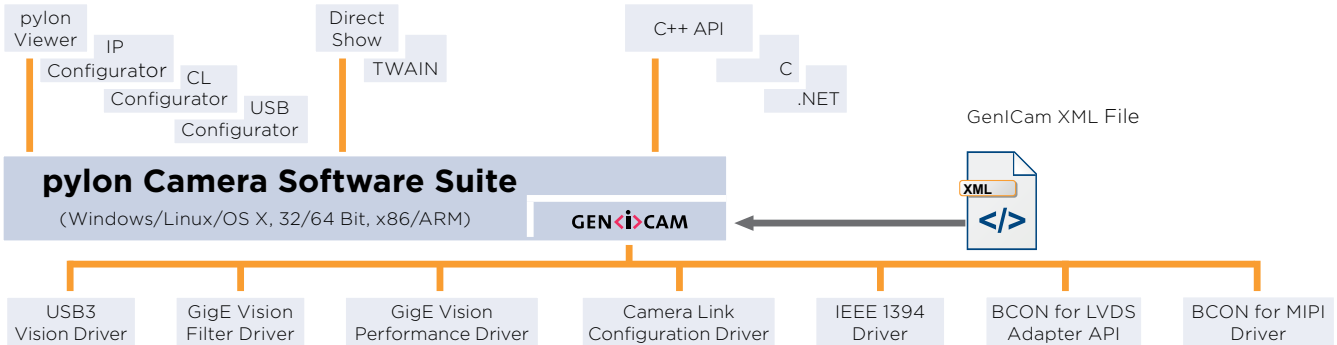 pylon
Viewer
IP
Configurator
CL
Configurator
USB
Configurator
Direct
Show
TWAIN
C++ API
C
.NET
GenICam XML File
XML
</>
pylon Camera Software Suite
(Windows/Linux/OS X, 32/64 Bit, x86/ARM)
GEN<i>CAM
USB3
Vision Driver
GigE Vision
Filter Driver
GigE Vision
Performance Driver
Camera Link
Configuration Driver
IEEE 1394
Driver
BCON for LVDS
Adapter API
BCON for MIPI
Driver